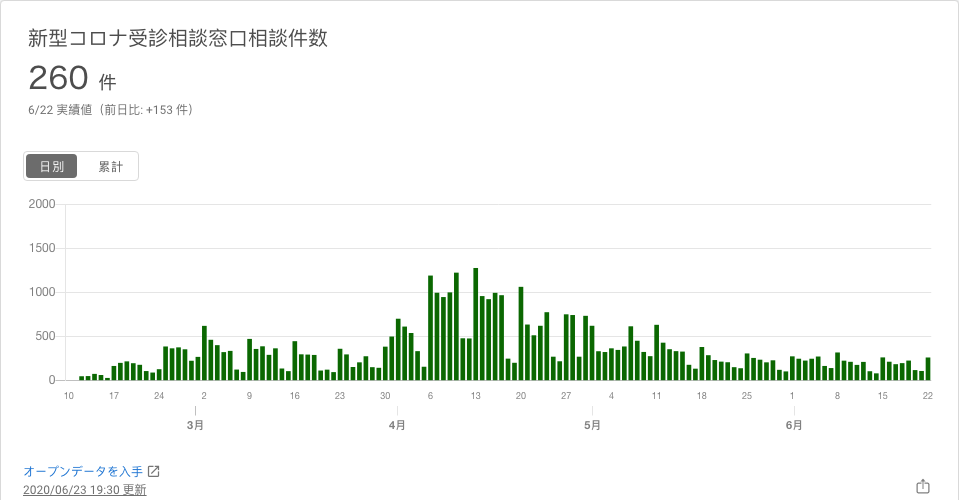 新型コロナ受診相談窓口相談件数
260 件
6/22 実績値（前日比: +153 件）
日別 累計
2000
1500
1000
500
0
10 17 24 2 9 16 23 30 6 13 20 27 4 11 18 25 1 8 15 22
3月 4月 5月 6月
オープンデータを入手
2020/06/23 19:30 更新